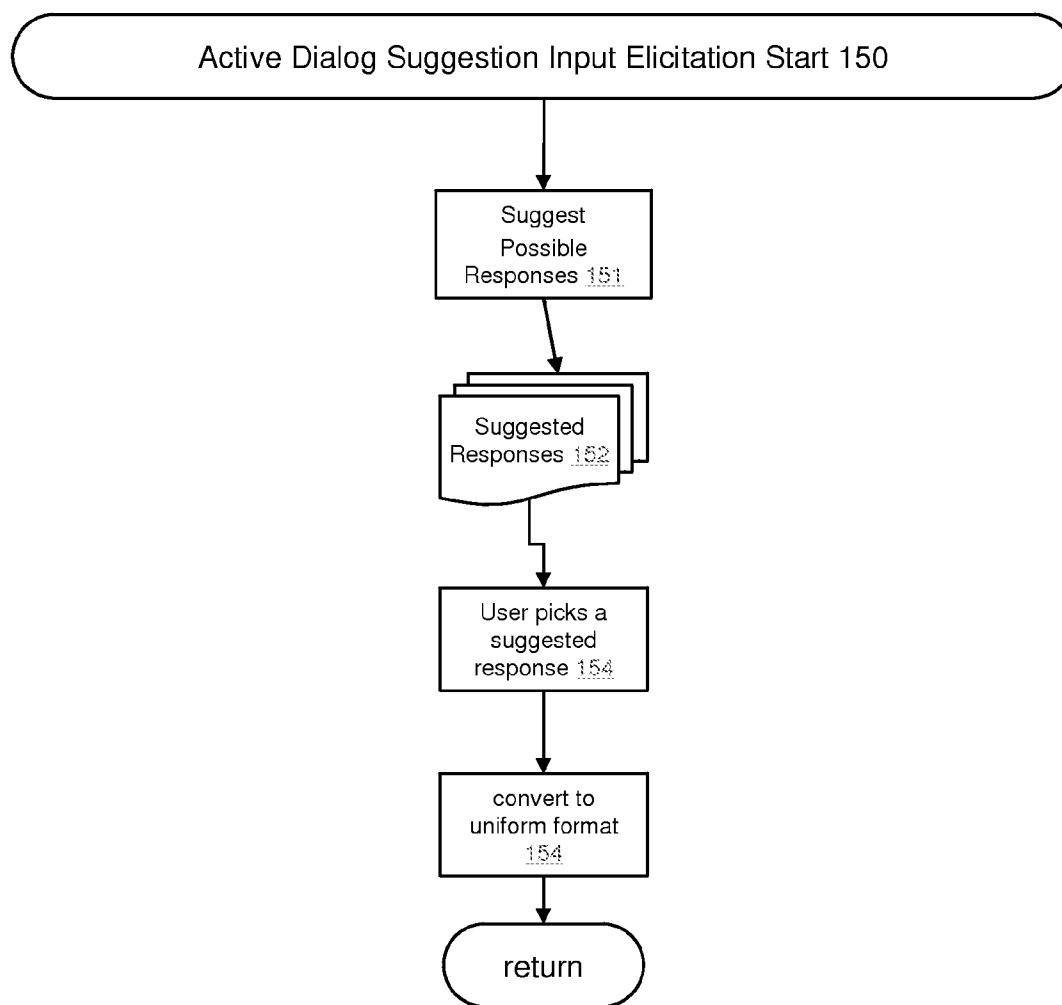 Active Dialog Suggestion Input Elicitation Start 150
Suggest
Possible
Responses 151
Suggested
Responses 152
User picks a
suggested
response 154
convert to
uniform format
154
return